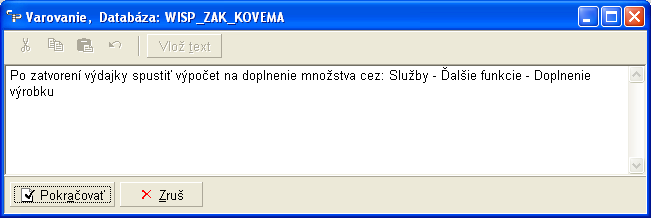 Varovanie, Databáza: WISP_ZAK_KOVEMA
Vlož text
Po zatvorení výdajky spustiť výpočet na doplnenie množstva cez: Služby - Ďalšie funkcie - Doplnenie
výrobku
Pokračovať Zruš